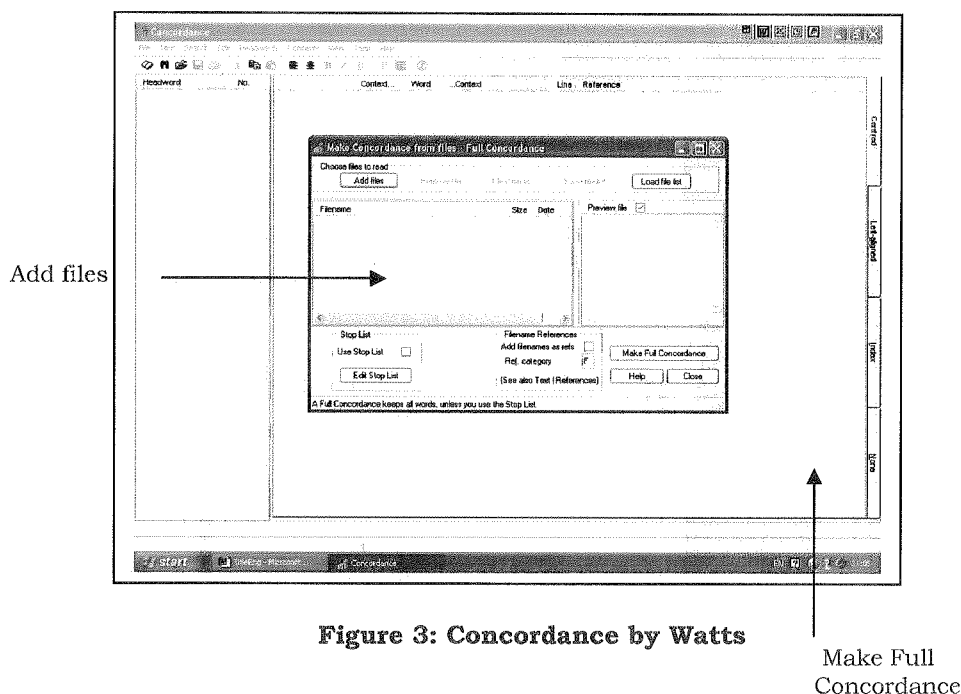 Concordance
Headword No. Context... Word ...Context Line Reference
Make Concordance from files - Full Concordance
Choose files to read
Add files Load file list
Filename Size Date Preview file
Stop List
Use Stop List
Edit Stop List
Filename References
Add filenames as refs
Ref. category
(See also Text | References)
Make Full Concordance
Help Close
A Full Concordance keeps all words, unless you use the Stop List
Centred
Left-aligned
Index
None
Add files
start Concordance
Figure 3: Concordance by Watts
Make Full
Concordance